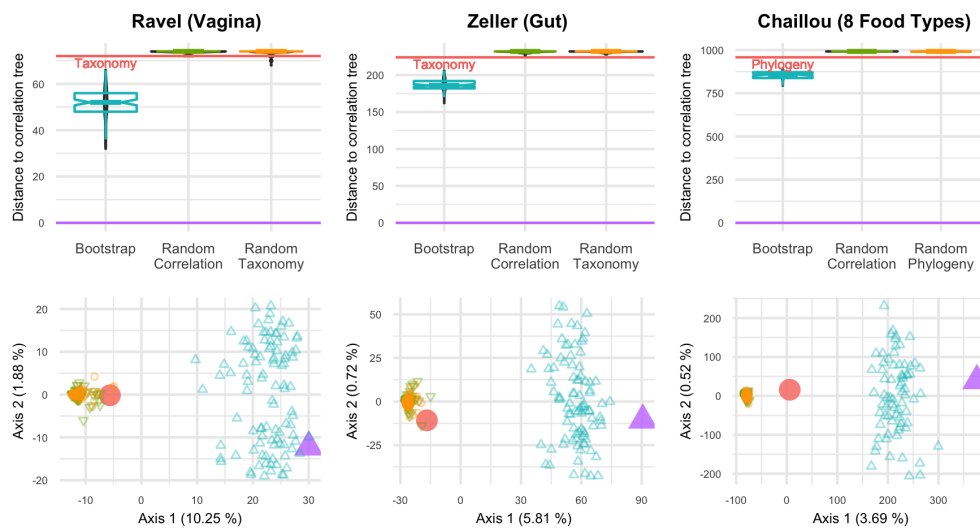 Ravel (Vagina)
Zeller (Gut)
Chaillou (8 Food Types)
Distance to correlation tree
60
40
20
0
Taxonomy
Bootstrap
Random
Correlation
Random
Taxonomy
Distance to correlation tree
200
150
100
50
0
Taxonomy
Bootstrap
Random
Correlation
Random
Taxonomy
Distance to correlation tree
1000
750
500
250
0
Phylogeny
Bootstrap
Random
Correlation
Random
Phylogeny
Axis 2 (1.88 %)
20
10
0
-10
-20
-10
0
10
20
30
Axis 1 (10.25 %)
Axis 2 (0.72 %)
50
25
0
-25
-30
0
30
60
90
Axis 1 (5.81 %)
Axis 2 (0.52 %)
200
100
0
-100
-200
-100
0
100
200
300
Axis 1 (3.69 %)